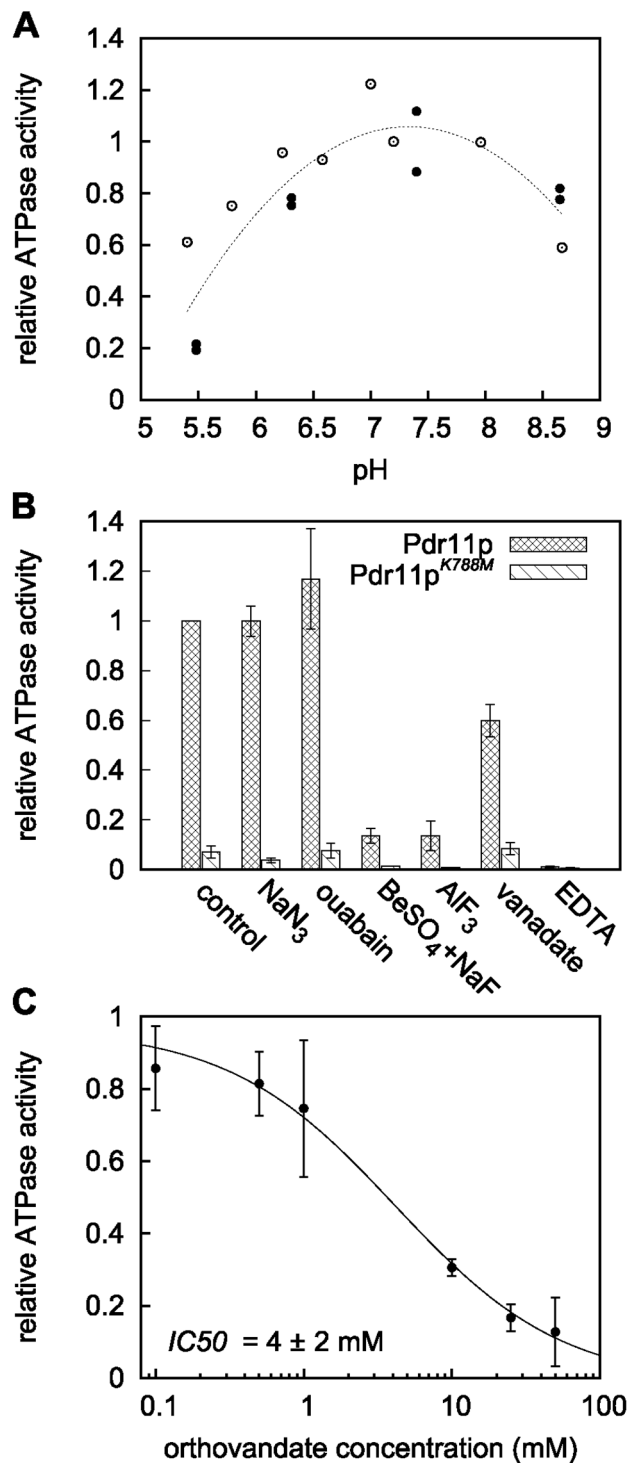 A
relative ATPase activity
1.4
1.2
1
0.8
0.6
0.4
0.2
0
5 5.5 6 6.5 7 7.5 8 8.5 9
pH
B
relative ATPase activity
1.4
1.2
1
0.8
0.6
0.4
0.2
0
Pdr11p
Pdr11p^K788M
control NaN3 ouabain BeSO4+NaF AlF3 vanadate EDTA
C
relative ATPase activity
1
0.8
0.6
0.4
0.2
0
IC50 = 4 ± 2 mM
0.1 1 10 100
orthovandate concentration (mM)